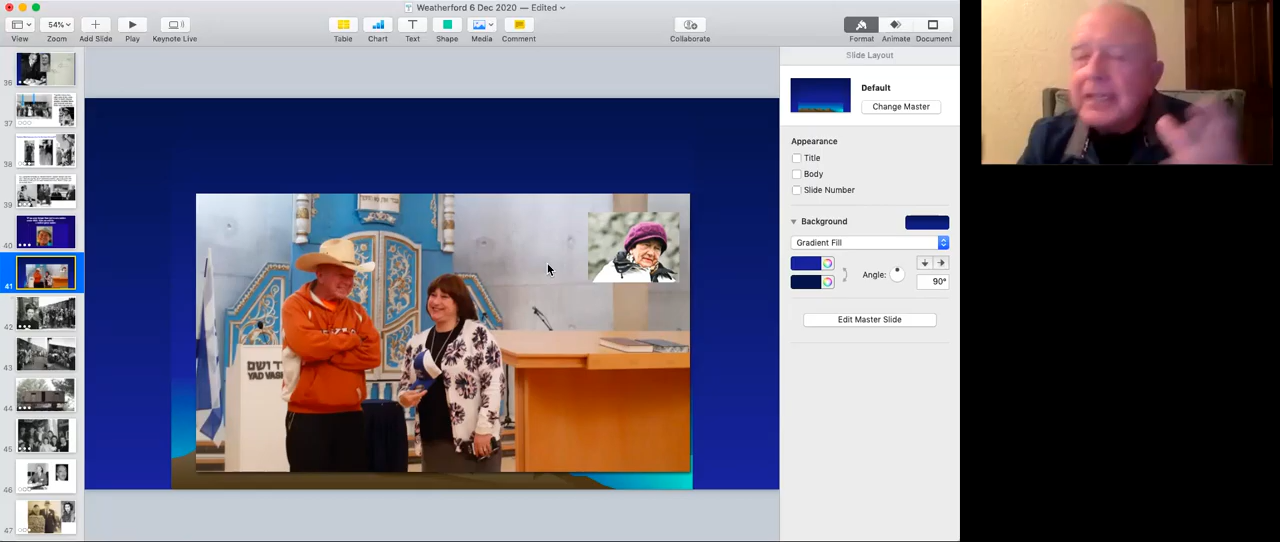 Weatherford 6 Dec 2020 — Edited
54%
View
Zoom
Add Slide
Play
Keynote Live
Table
Chart
Text
Shape
Media
Comment
Collaborate
Format
Animate
Document
Slide Layout
Default
Change Master
Appearance
Title
Body
Slide Number
Background
Gradient Fill
Angle:
90°
Edit Master Slide
36
37
38
39
40
41
42
43
44
45
46
47
יד ושם
YAD VASH